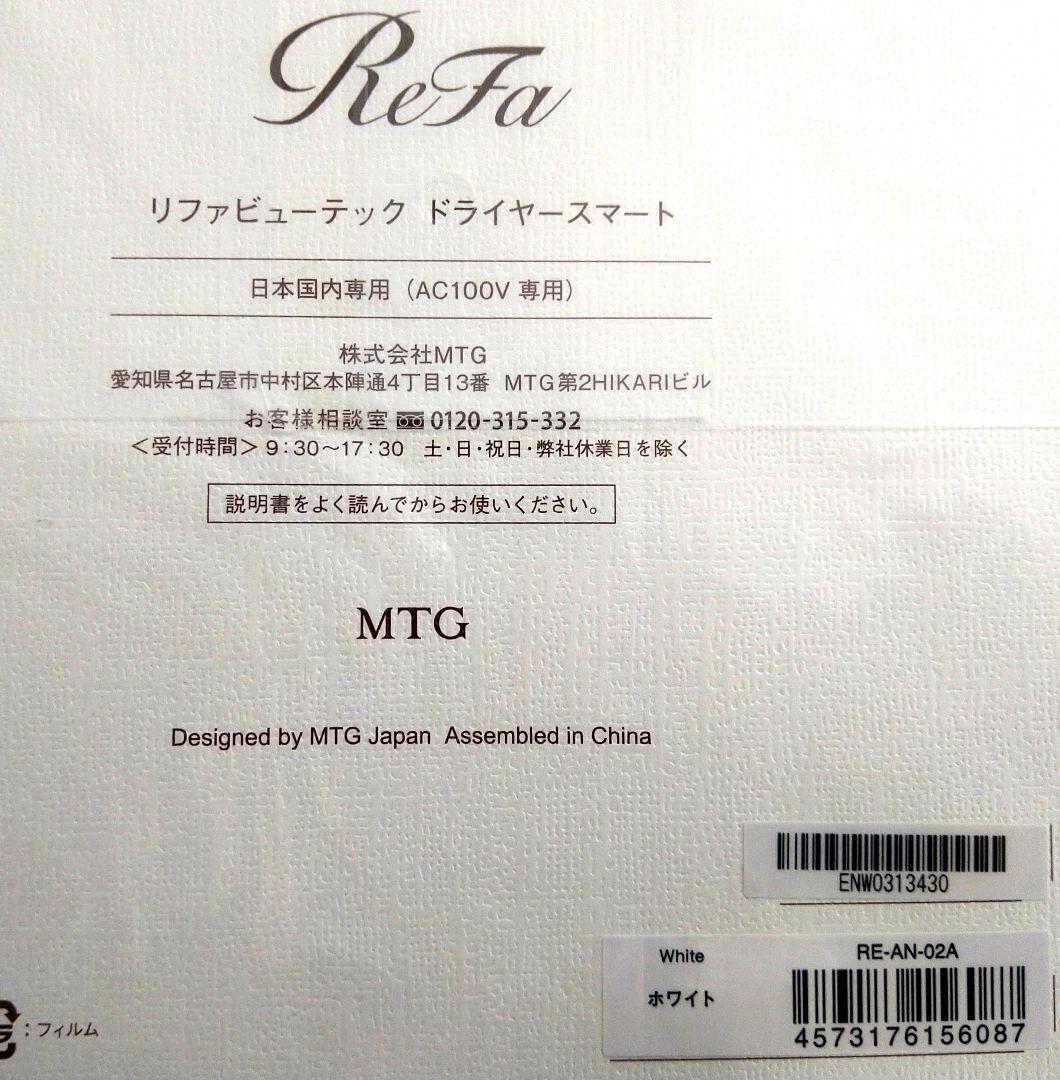 ReFa
リファビューテック ドライヤースマート
日本国内専用（AC100V 専用）
株式会社MTG
愛知県名古屋市中村区本陣通4丁目13番 MTG第2HIKARIビル
お客様相談室 0120-315-332
＜受付時間＞9：30～17：30 土・日・祝日・弊社休業日を除く
説明書をよく読んでからお使いください。
MTG
Designed by MTG Japan Assembled in China
ENW0313430
White RE-AN-02A
ホワイト
4573176156087
：フィルム